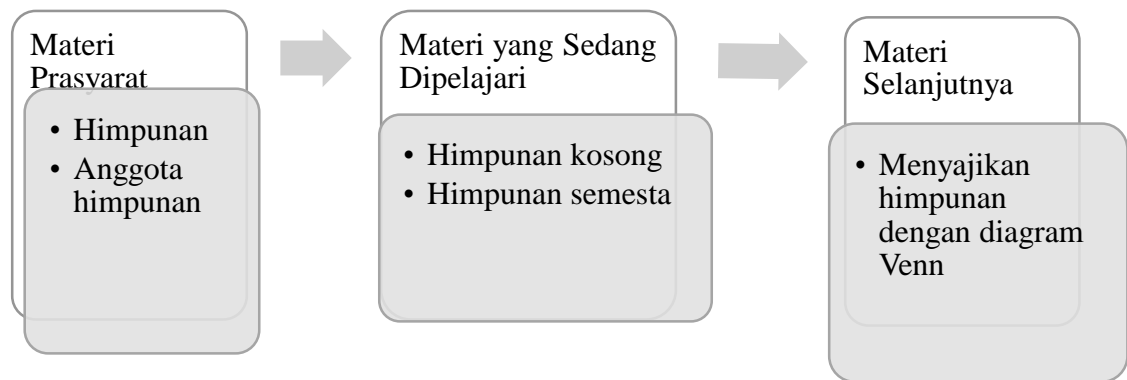 Materi
Prasyarat
• Himpunan
• Anggota
himpunan
Materi yang Sedang
Dipelajari
• Himpunan kosong
• Himpunan semesta
Materi
Selanjutnya
• Menyajikan
himpunan
dengan diagram
Venn